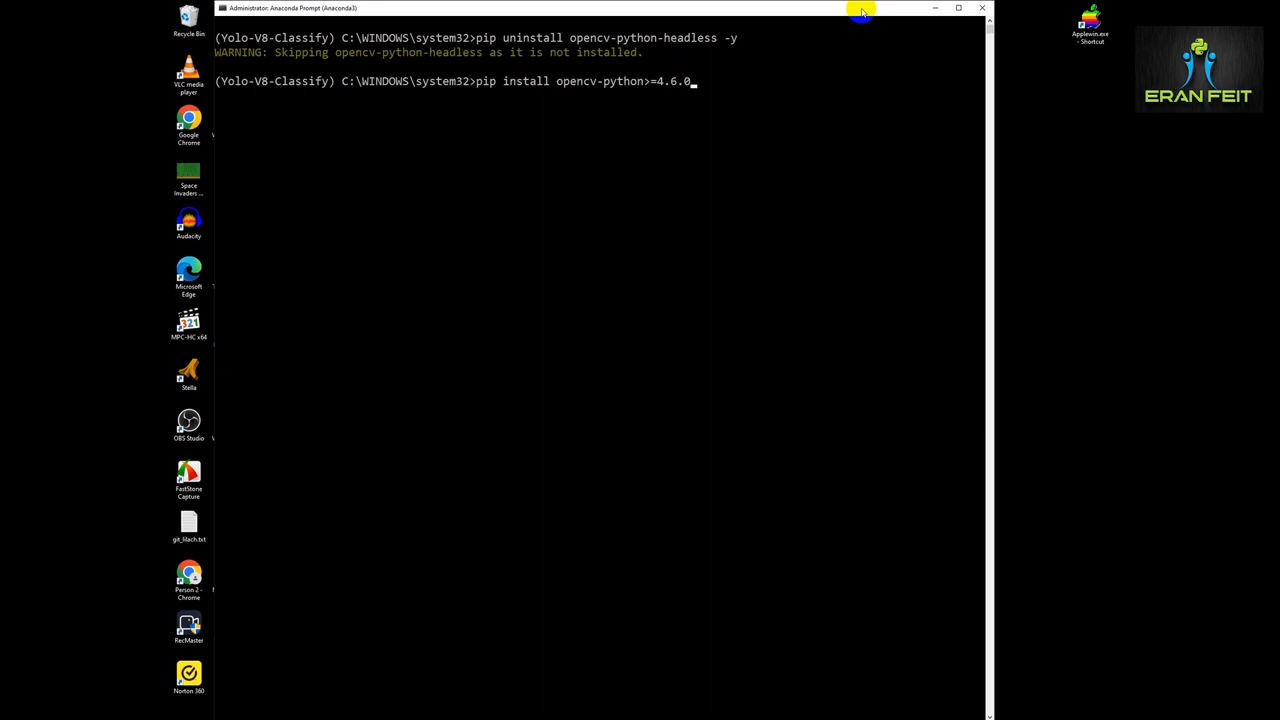 Administrator: Anaconda Prompt (Anaconda3)
(Yolo-V8-Classify) C:\WINDOWS\system32>pip uninstall opencv-python-headless -y
WARNING: Skipping opencv-python-headless as it is not installed.
(Yolo-V8-Classify) C:\WINDOWS\system32>pip install opencv-python>=4.6.0
Recycle Bin
VLC media
player
Google
Chrome
Space
Invaders ...
Audacity
Microsoft
Edge
321
MPC-HC x64
Stella
OBS Studio
FastStone
Capture
git_lilach.txt
Person 2 -
Chrome
RecMaster
Norton 360
Applewin.exe
- Shortcut
ERAN FEIT